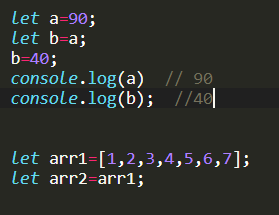 let a=90;
let b=a;
b=40;
console.log(a)  // 90
console.log(b);  //40
let arr1=[1,2,3,4,5,6,7];
let arr2=arr1;